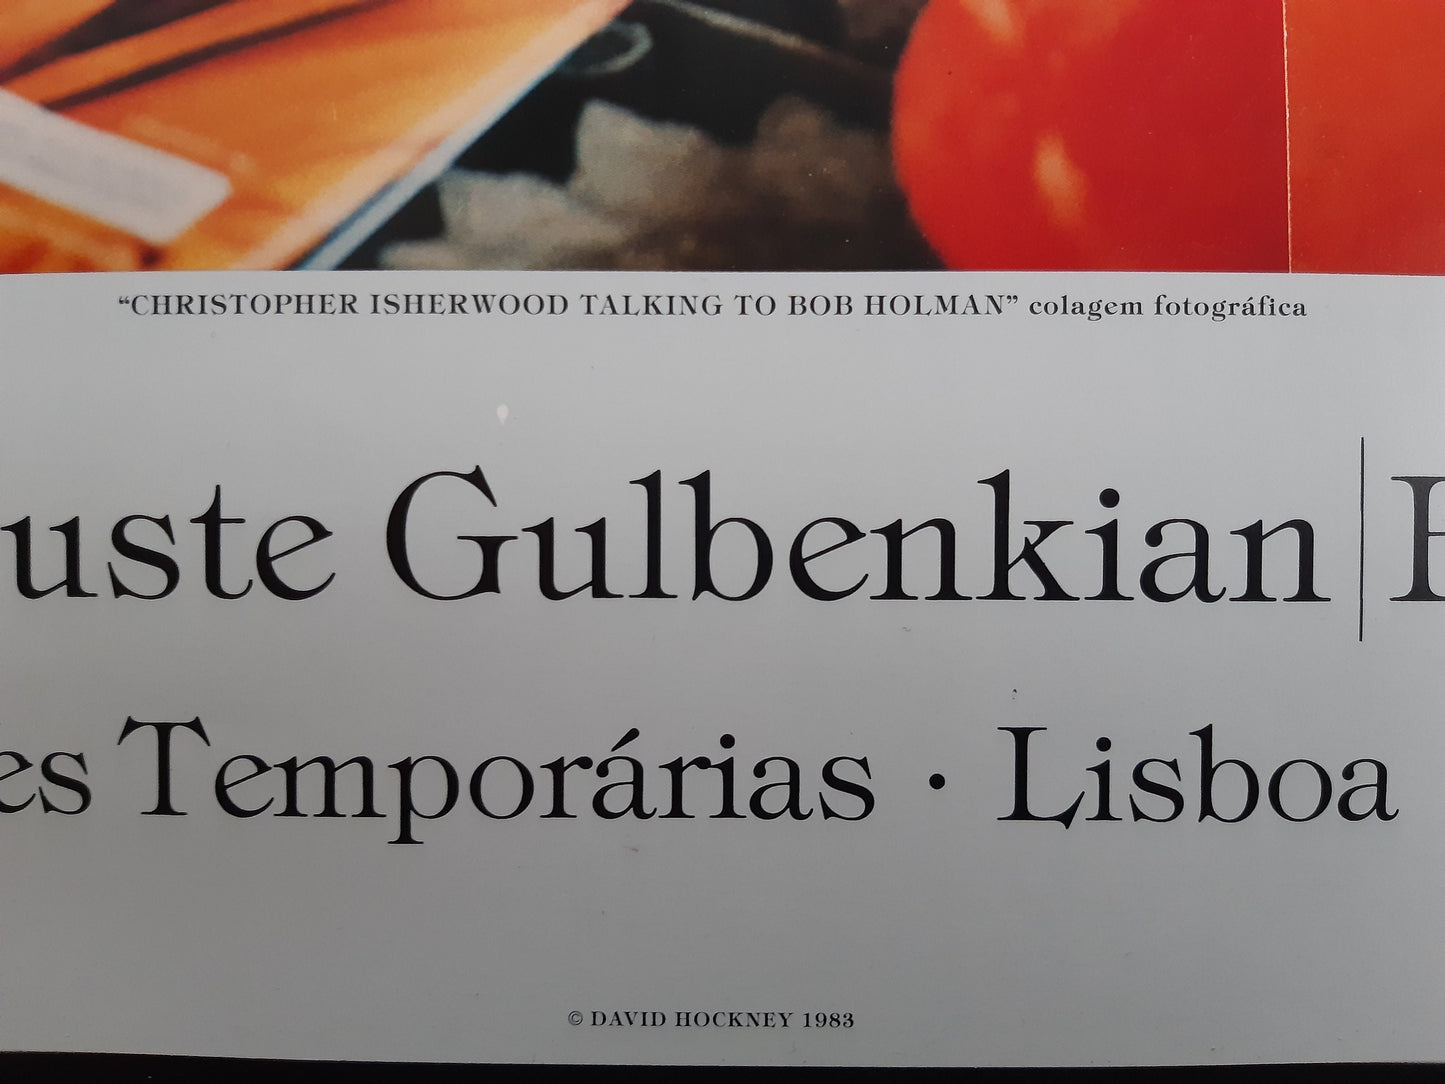 “CHRISTOPHER ISHERWOOD TALKING TO BOB HOLMAN” colagem fotográfica
uste Gulbenkian
es Temporárias · Lisboa
© DAVID HOCKNEY 1983